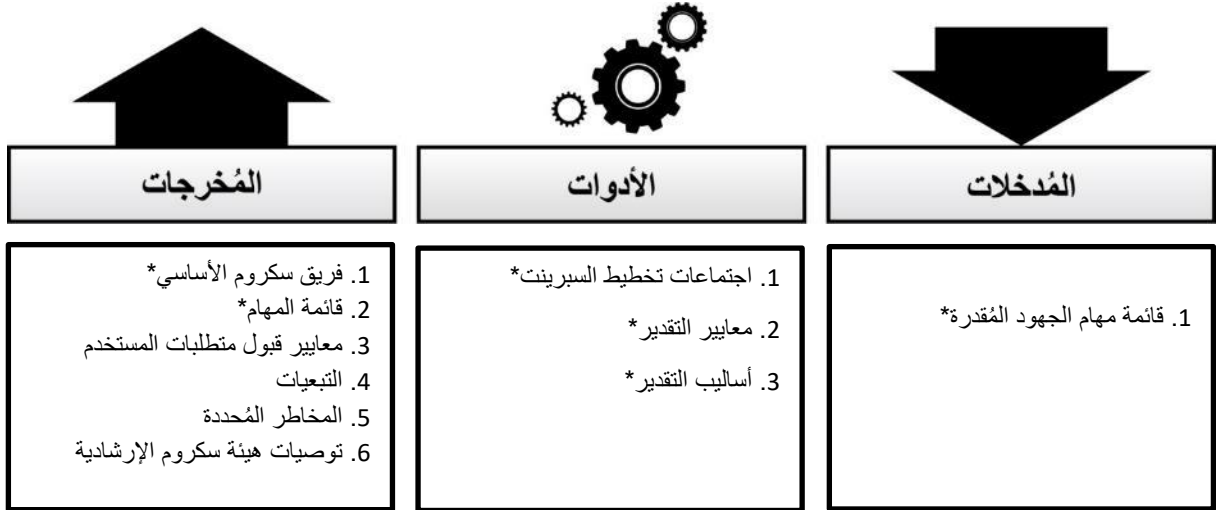 المُدخلات
1. قائمة مهام الجهود المُقدرة*
الأدوات
1. اجتماعات تخطيط السبرينت*
2. معايير التقدير*
3. أساليب التقدير*
المُخرجات
1. فريق سكروم الأساسي*
2. قائمة المهام*
3. معايير قبول متطلبات المستخدم
4. التبعيات
5. المخاطر المُحددة
6. توصيات هيئة سكروم الإرشادية